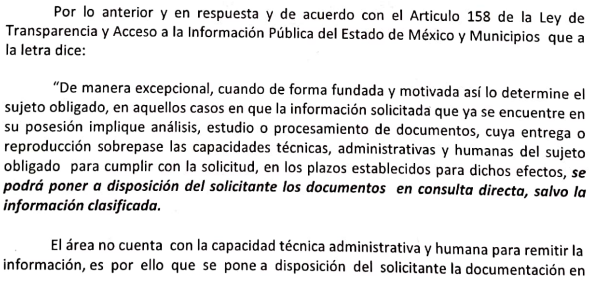 Por lo anterior y en respuesta y de acuerdo con el Articulo 158 de la Ley de
Transparencia y Acceso a la Información Pública del Estado de México y Municipios que a
la letra dice:
“De manera excepcional, cuando de forma fundada y motivada así lo determine el
sujeto obligado, en aquellos casos en que la información solicitada que ya se encuentre en
su posesión implique análisis, estudio o procesamiento de documentos, cuya entrega o
reproducción sobrepase las capacidades técnicas, administrativas y humanas del sujeto
obligado para cumplir con la solicitud, en los plazos establecidos para dichos efectos, se
podrá poner a disposición del solicitante los documentos en consulta directa, salvo la
información clasificada.
El área no cuenta con la capacidad técnica administrativa y humana para remitir la
información, es por ello que se pone a disposición del solicitante la documentación en